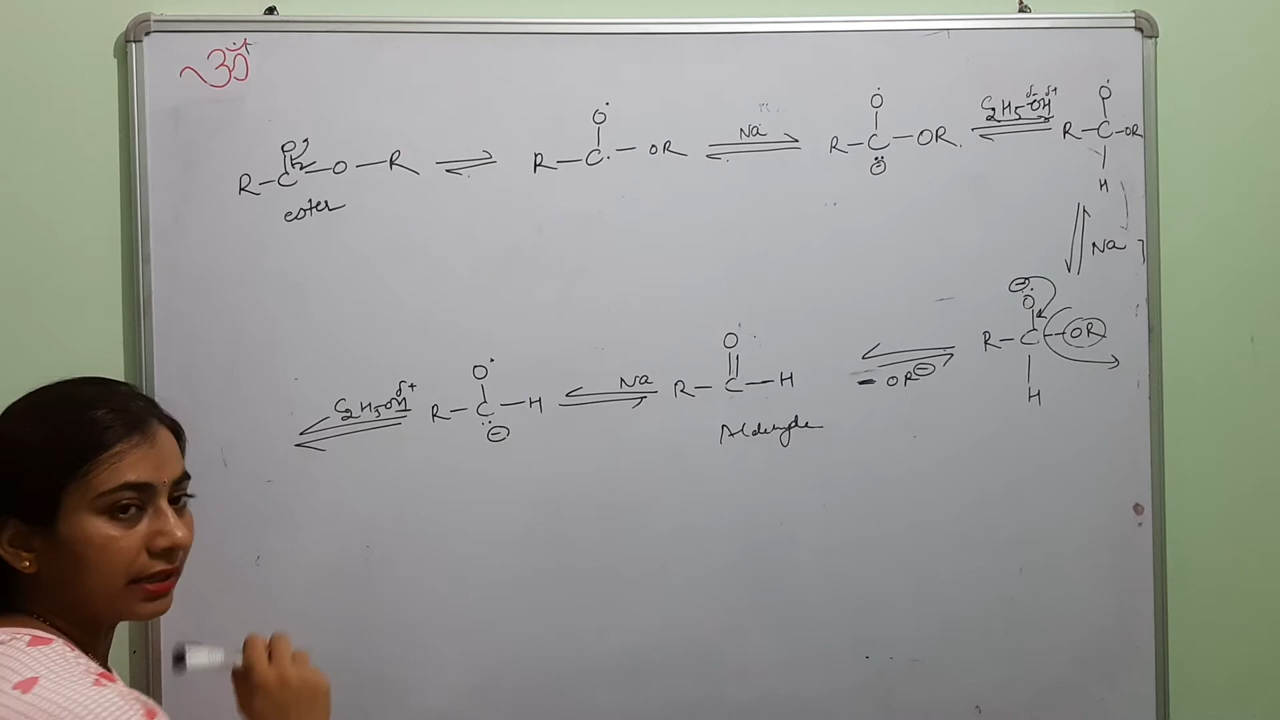 ॐ
O R—C—O—R ester
O R—C—OR
Na
O R—C—OR ⊖
C2H5OH δ- δ+
O R—C—OR H
Na
⊖ O R—C—OR H
- OR⊖
O R—C—H Aldehyde
Na
O R—C—H ⊖
C2H5OH δ+